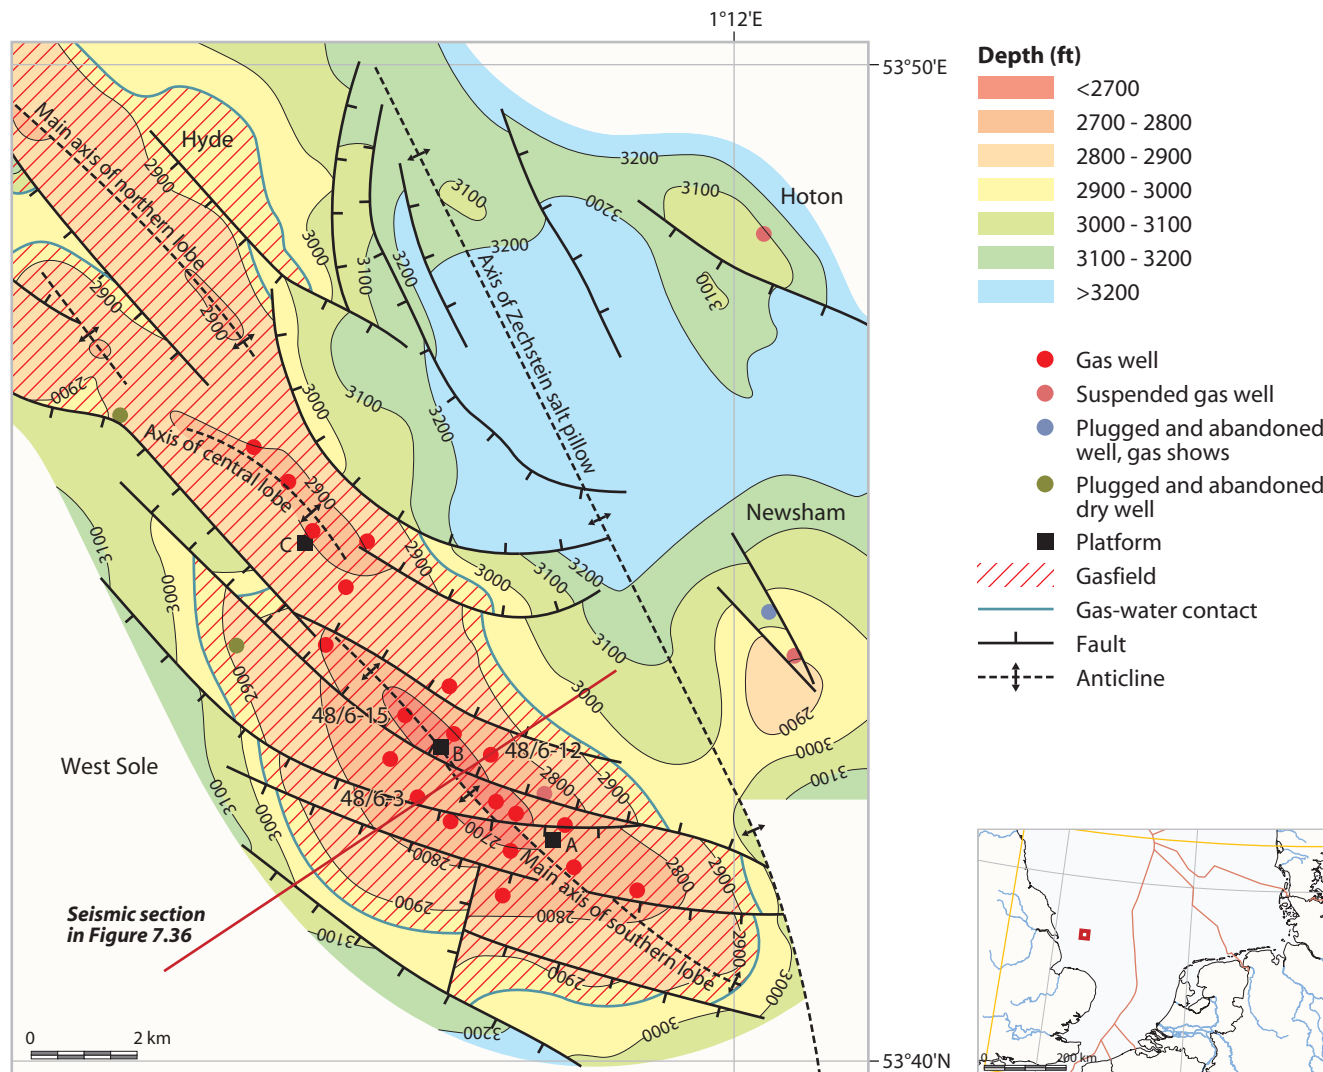 1°12'E
53°50'E
Hyde
Main axis of northern lobe
2900
3100
3200
3100
3200
Hoton
3000
3100
3200
3200
3100
2900
2900
Axis of Zechstein salt pillow
2900
3000
3100
3200
Axis of central lobe
2900
C
2900
3000
3100
3200
Newsham
3100
3000
3100
3000
2900
48/6-15
B
48/6-12
2800
2900
2900
3000
3100
West Sole
48/6-3
2700
A
3100
3000
2800
2800
2900
Main axis of southern lobe
2900
2800
2900
3100
2900
3000
3000
3200
Seismic section
in Figure 7.36
0 2 km
53°40'N
Depth (ft)
<2700
2700 - 2800
2800 - 2900
2900 - 3000
3000 - 3100
3100 - 3200
>3200
Gas well
Suspended gas well
Plugged and abandoned
well, gas shows
Plugged and abandoned
dry well
Platform
Gasfield
Gas-water contact
Fault
Anticline
0 200 km